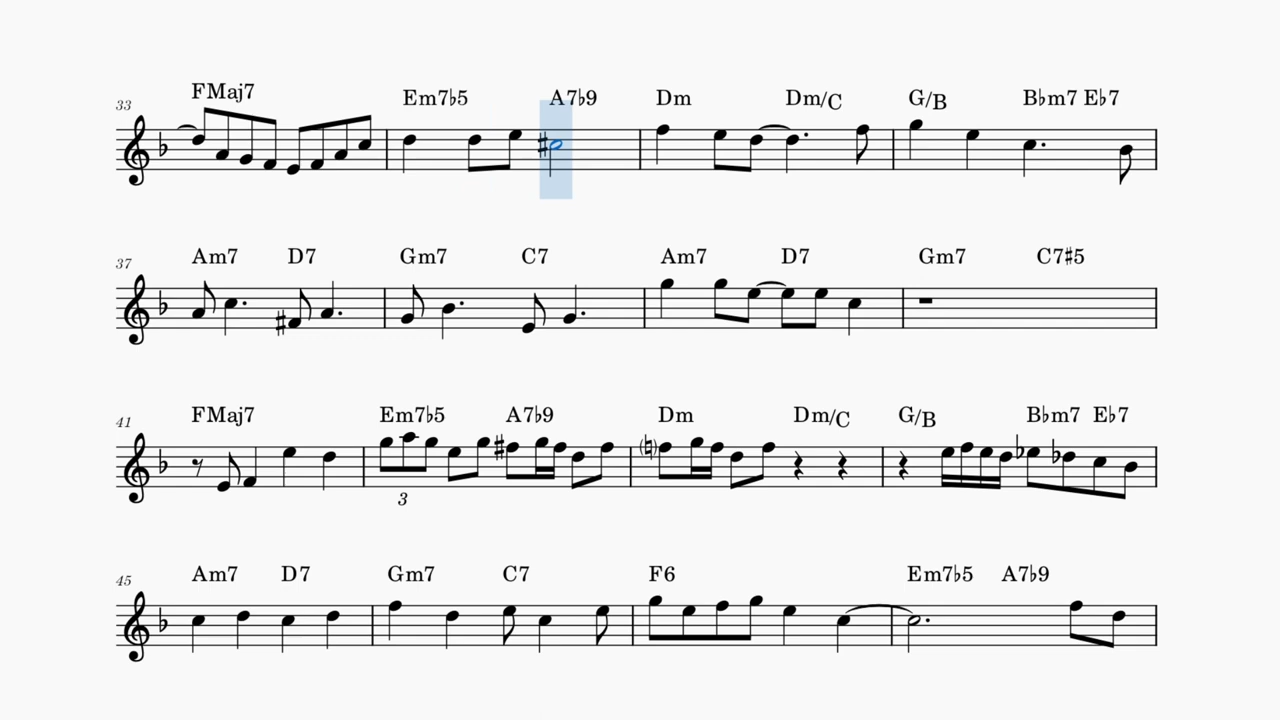 FMaj7 Em7♭5 A7♭9 Dm Dm/C G/B B♭m7 E♭7
33
Am7 D7 Gm7 C7 Am7 D7 Gm7 C7♯5
37
FMaj7 Em7♭5 A7♭9 Dm Dm/C G/B B♭m7 E♭7
41
3
Am7 D7 Gm7 C7 F6 Em7♭5 A7♭9
45